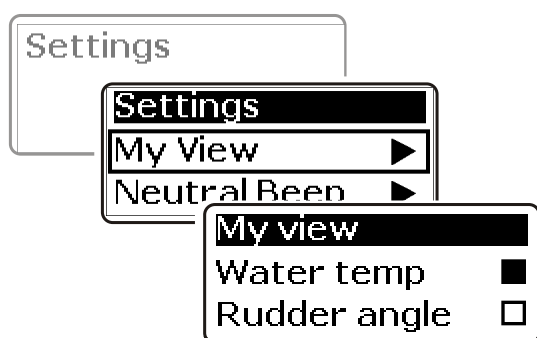 Settings
Settings
My View
Neutral Beep
My view
Water temp
Rudder angle